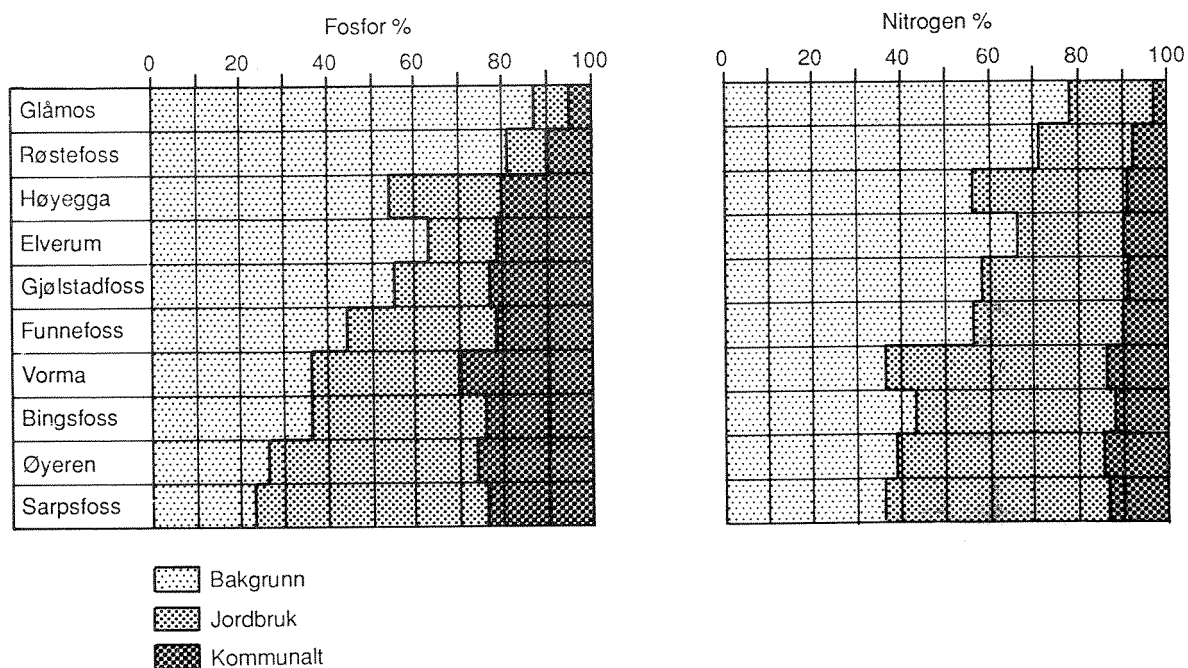 Fosfor %
Nitrogen %
0 20 40 60 80 100
0 20 40 60 80 100
Glåmos
Røstefoss
Høyegga
Elverum
Gjølstadfoss
Funnefoss
Vorma
Bingsfoss
Øyeren
Sarpsfoss
Bakgrunn
Jordbruk
Kommunalt